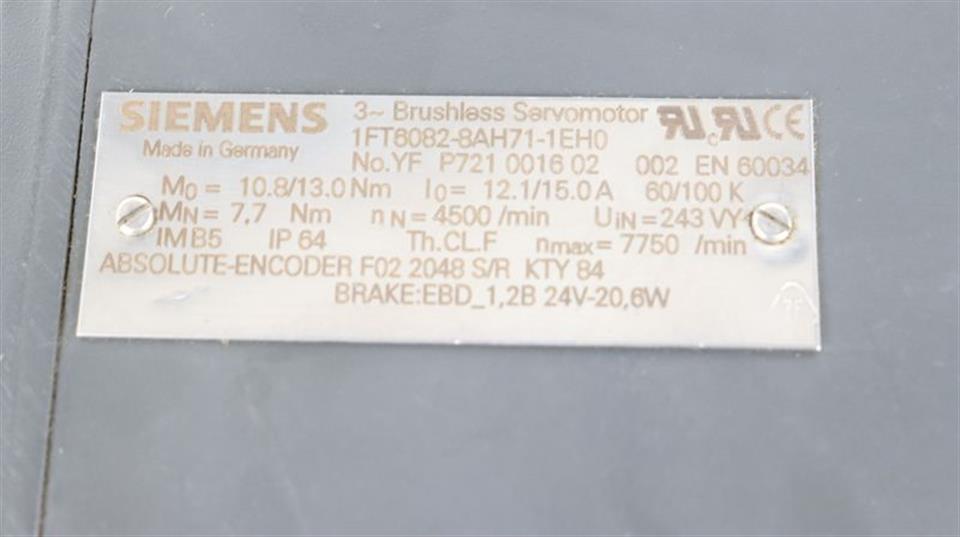 SIEMENS 3~ Brushless Servomotor
1FT6082-8AH71-1EH0
Made in Germany
No.YF P721 0016 02 002 EN 60034
M0 = 10.8/13.0 Nm I0 = 12.1/15.0 A 60/100 K
MN = 7,7 Nm nN = 4500 /min UIN = 243 VY
IM B5 IP 64 Th.CL.F nmax = 7750 /min
ABSOLUTE-ENCODER F02 2048 S/R KTY 84
BRAKE:EBD_1,2B 24V-20,6W